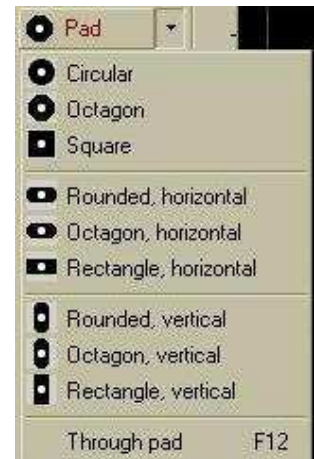 Pad
Circular
Octagon
Square
Rounded, horizontal
Octagon, horizontal
Rectangle, horizontal
Rounded, vertical
Octagon, vertical
Rectangle, vertical
Through pad F12